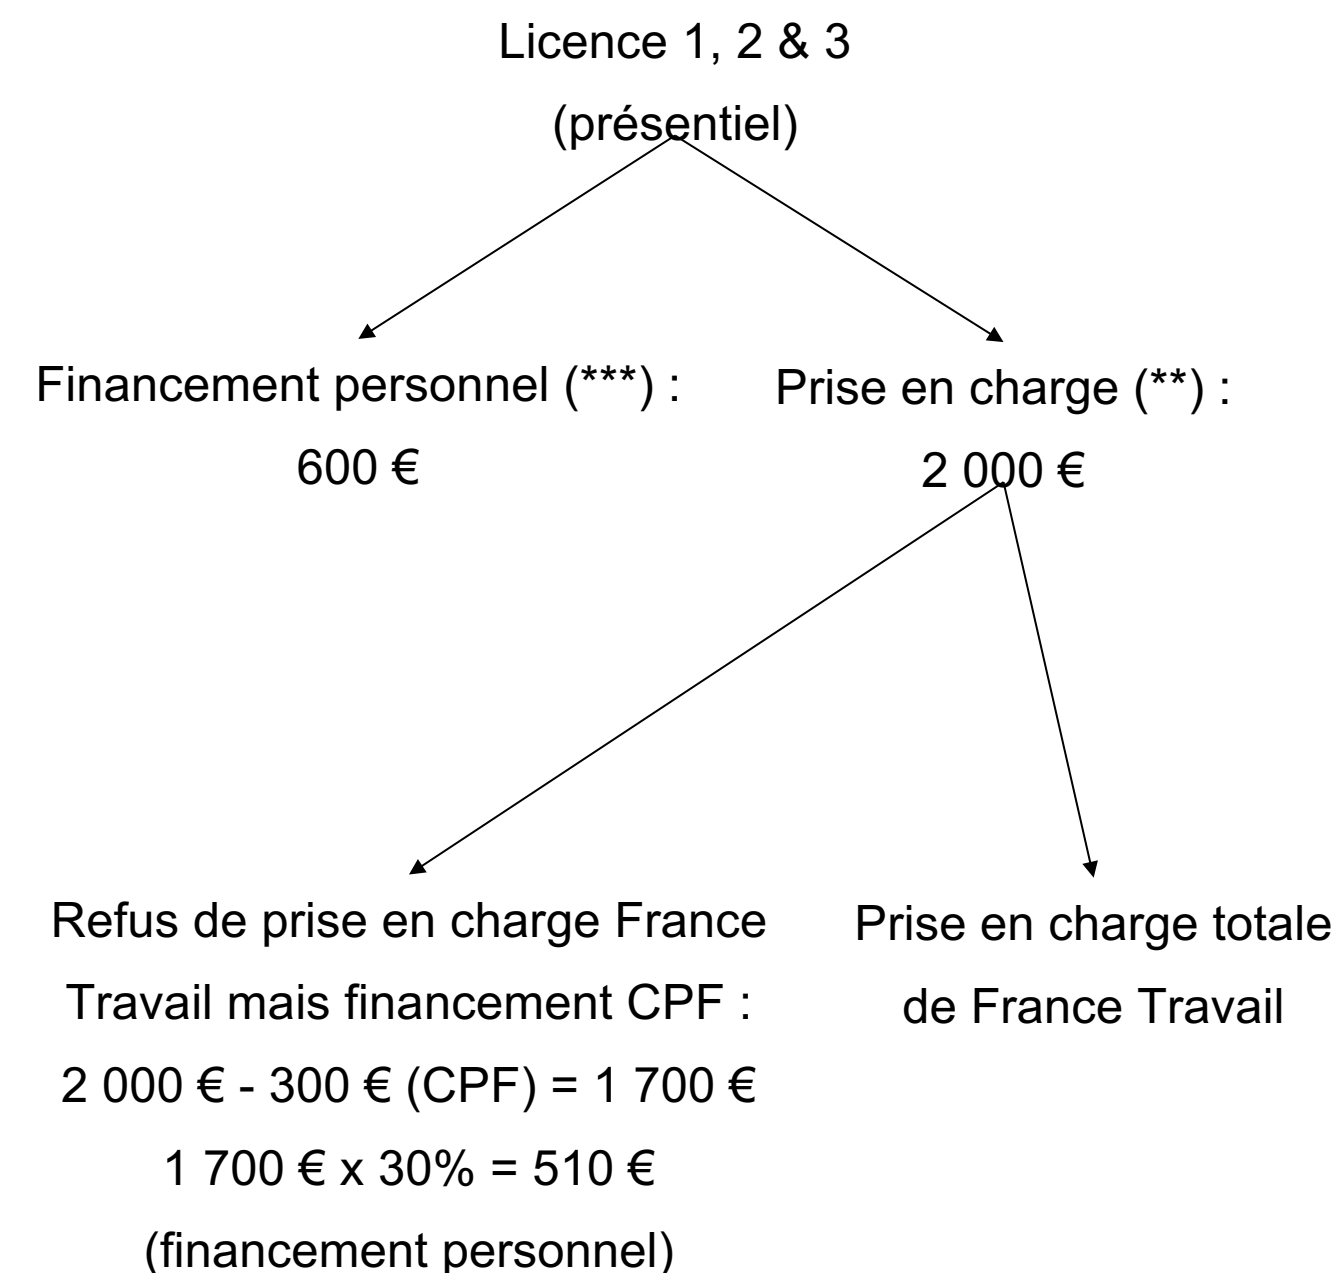 Licence 1, 2 & 3
(présentiel)
Financement personnel (***) :
600 €
Prise en charge (**) :
2 000 €
Refus de prise en charge France
Travail mais financement CPF :
2 000 € - 300 € (CPF) = 1 700 €
1 700 € x 30% = 510 €
(financement personnel)
Prise en charge totale
de France Travail